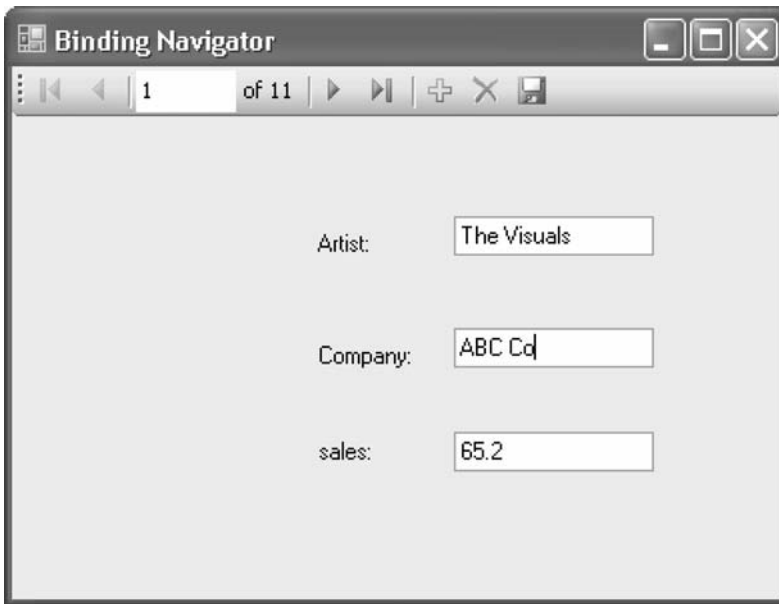 Binding Navigator
1 of 11
Artist: The Visuals
Company: ABC Co
sales: 65.2